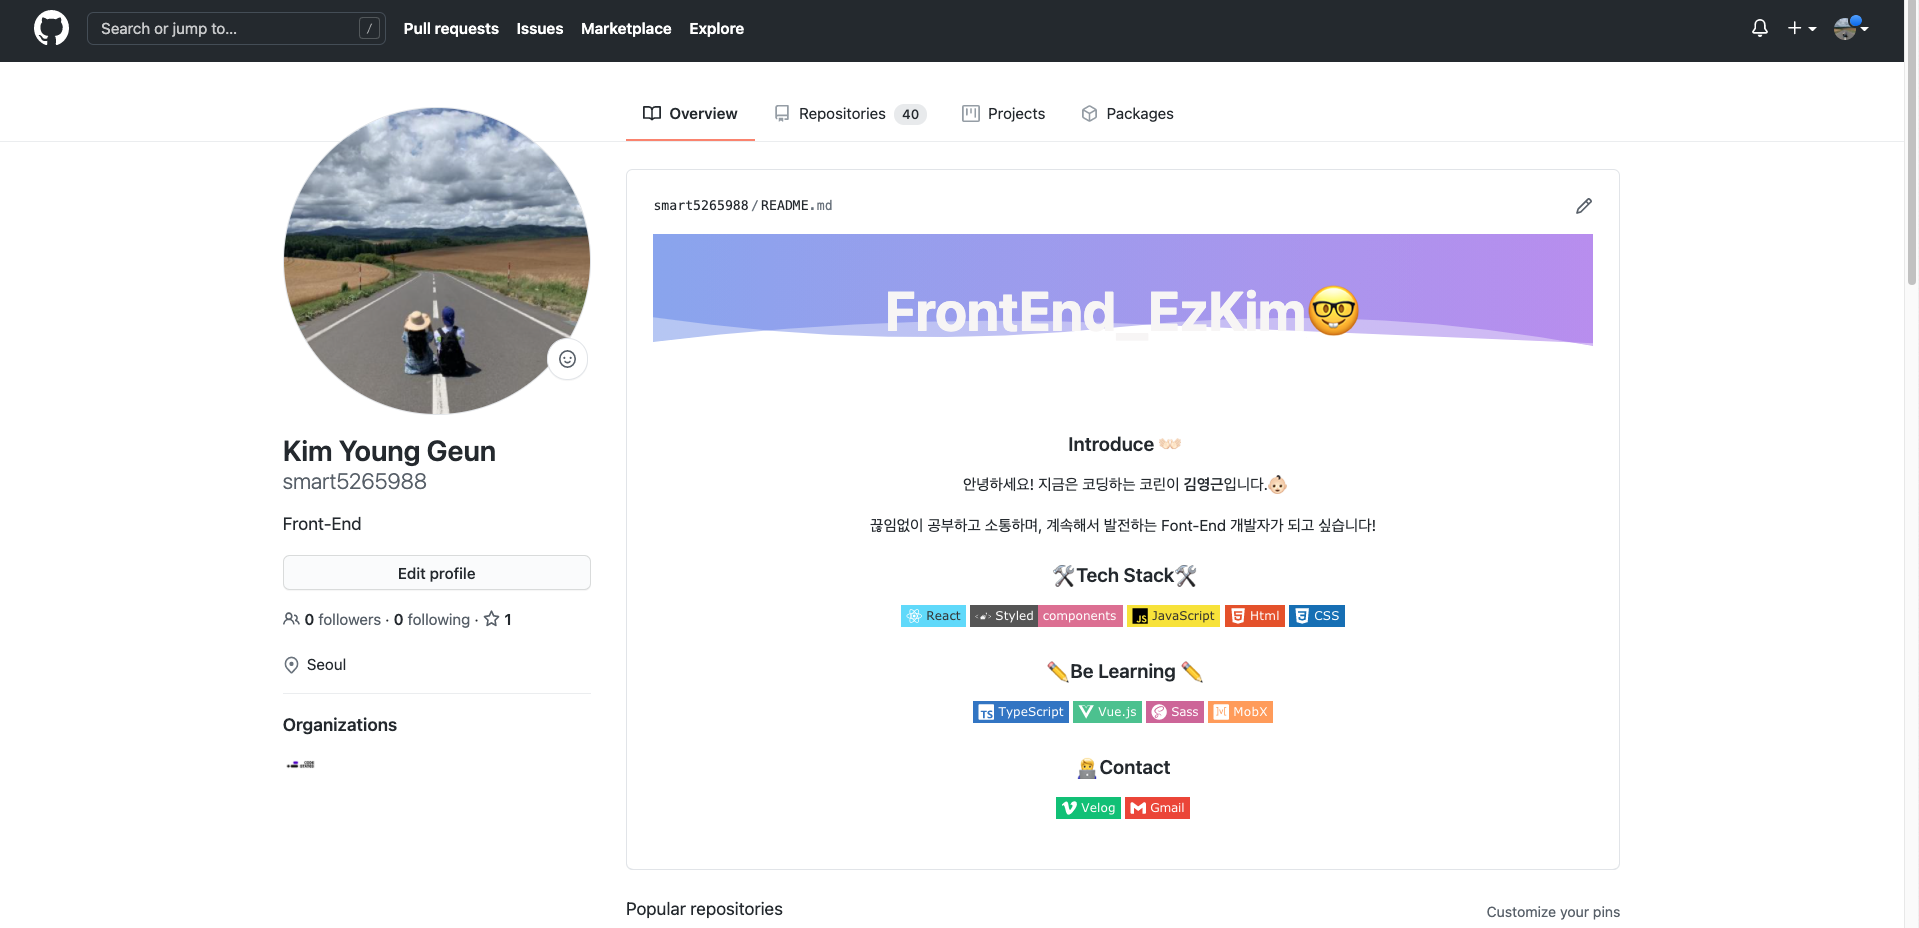 Search or jump to... /
Pull requests Issues Marketplace Explore
Overview Repositories 40 Projects Packages
Kim Young Geun
smart5265988
Front-End
Edit profile
0 followers · 0 following · 1
Seoul
Organizations
smart5265988/README.md
FrontEnd_EzKim🤓
Introduce 👐🏻
안녕하세요! 지금은 코딩하는 코린이 김영근입니다.👶🏻
끊임없이 공부하고 소통하며, 계속해서 발전하는 Font-End 개발자가 되고 싶습니다!
🛠Tech Stack🛠
React Styled components JS JavaScript Html CSS
✏️Be Learning ✏️
TS TypeScript Vue.js Sass MobX
👨‍💻Contact
Velog Gmail
Popular repositories
Customize your pins